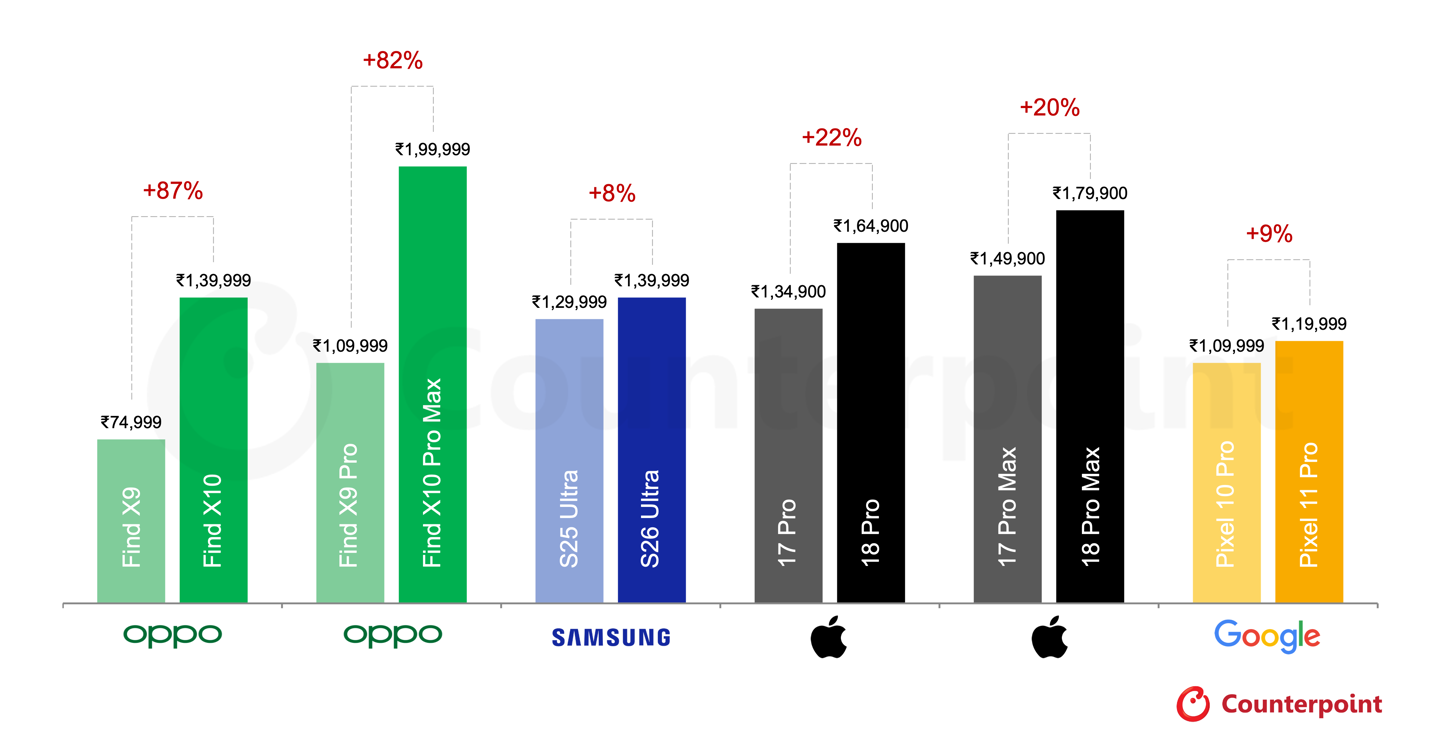 +87%
₹74,999
Find X9
₹1,39,999
Find X10
oppo
+82%
₹1,09,999
Find X9 Pro
₹1,99,999
Find X10 Pro Max
oppo
+8%
₹1,29,999
S25 Ultra
₹1,39,999
S26 Ultra
SAMSUNG
+22%
₹1,34,900
17 Pro
₹1,64,900
18 Pro
+20%
₹1,49,900
17 Pro Max
₹1,79,900
18 Pro Max
+9%
₹1,09,999
Pixel 10 Pro
₹1,19,999
Pixel 11 Pro
Google
Counterpoint
Counterpoint